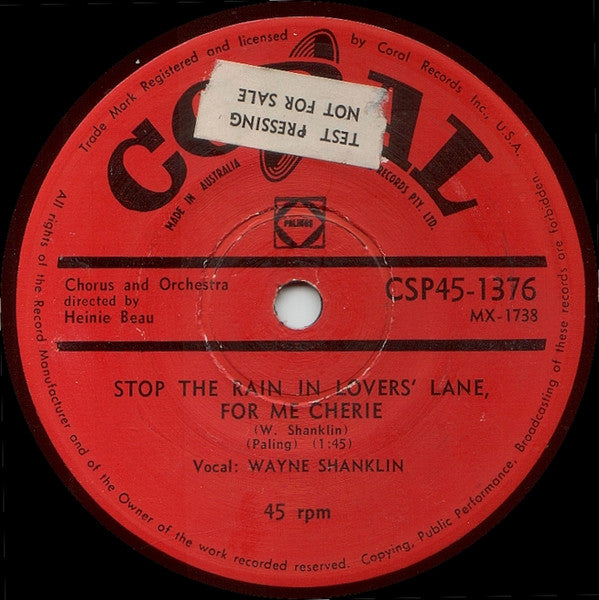 Trade Mark Registered and licensed by Coral Records Inc., U.S.A.
CORAL
TEST PRESSING
NOT FOR SALE
MADE IN AUSTRALIA
RECORDS PTY. LTD.
PALINGS
Chorus and Orchestra
directed by
Heinie Beau
CSP45-1376
MX-1738
STOP THE RAIN IN LOVERS' LANE,
FOR ME CHERIE
(W. Shanklin)
(Paling) (1:45)
Vocal: WAYNE SHANKLIN
45 rpm
All rights of the Record Manufacturer and of the Owner of the work recorded reserved. Copying, Public Performance, Broadcasting of these records are forbidden.